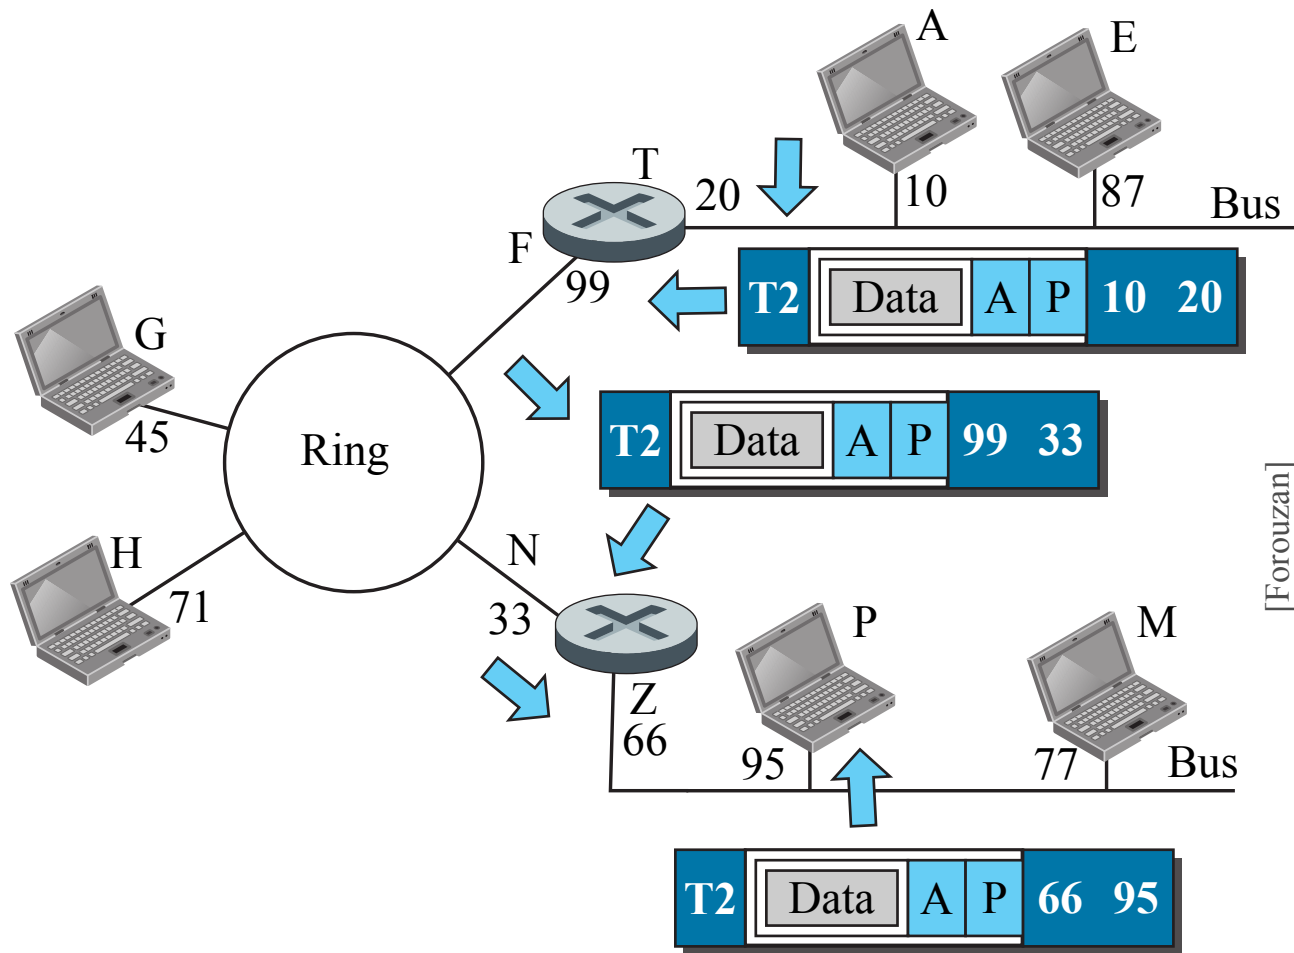 A
E
T
20
10
87
Bus
F
99
T2 Data A P 10 20
G
45
Ring
T2 Data A P 99 33
[Forouzan]
H
71
N
33
P
M
Z
66
95
77
Bus
T2 Data A P 66 95